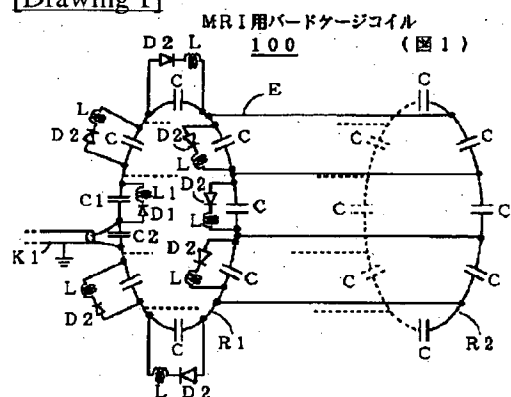 [Drawing 1]
MRI用バードケージコイル
100 (図1)
D2 L
C
E
C
L
C
C
D2
D2
C
C
L
C
L
L1
D2
C1
D1
C
C
C
C2
L
K1
D2
L
C
C
L
C
C
D2
C
R1
C
R2
L D2